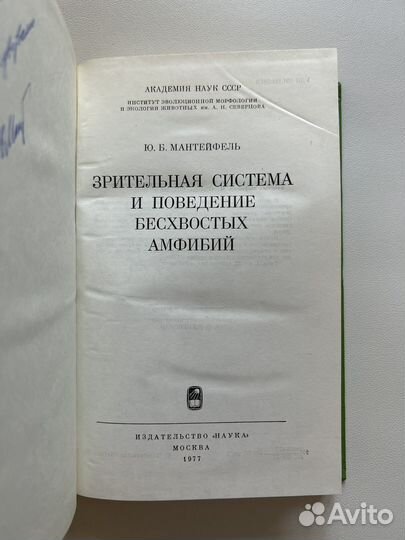 АКАДЕМИЯ НАУК СССР
ИНСТИТУТ ЭВОЛЮЦИОННОЙ МОРФОЛОГИИ
И ЭКОЛОГИИ ЖИВОТНЫХ им. А. Н. СЕВЕРЦОВА
Ю. Б. МАНТЕЙФЕЛЬ
ЗРИТЕЛЬНАЯ СИСТЕМА
И ПОВЕДЕНИЕ
БЕСХВОСТЫХ
АМФИБИЙ
ИЗДАТЕЛЬСТВО «НАУКА»
МОСКВА
1977
Avito